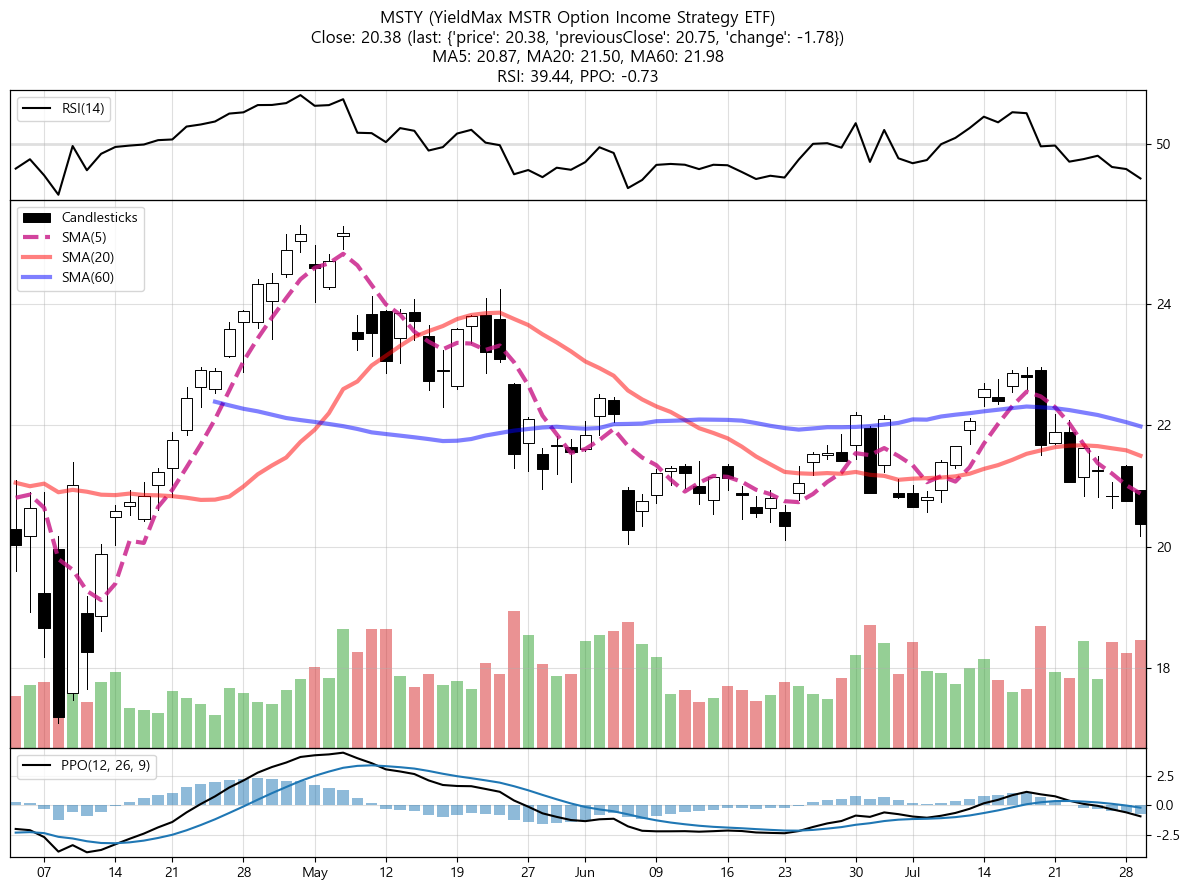 MSTY (YieldMax MSTR Option Income Strategy ETF)
Close: 20.38 (last: {'price': 20.38, 'previousClose': 20.75, 'change': -1.78})
MA5: 20.87, MA20: 21.50, MA60: 21.98
RSI: 39.44, PPO: -0.73
RSI(14)
50
Candlesticks
SMA(5)
SMA(20)
SMA(60)
24
22
20
18
PPO(12, 26, 9)
2.5
0.0
-2.5
07 14 21 28 May 12 19 27 Jun 09 16 23 30 Jul 14 21 28